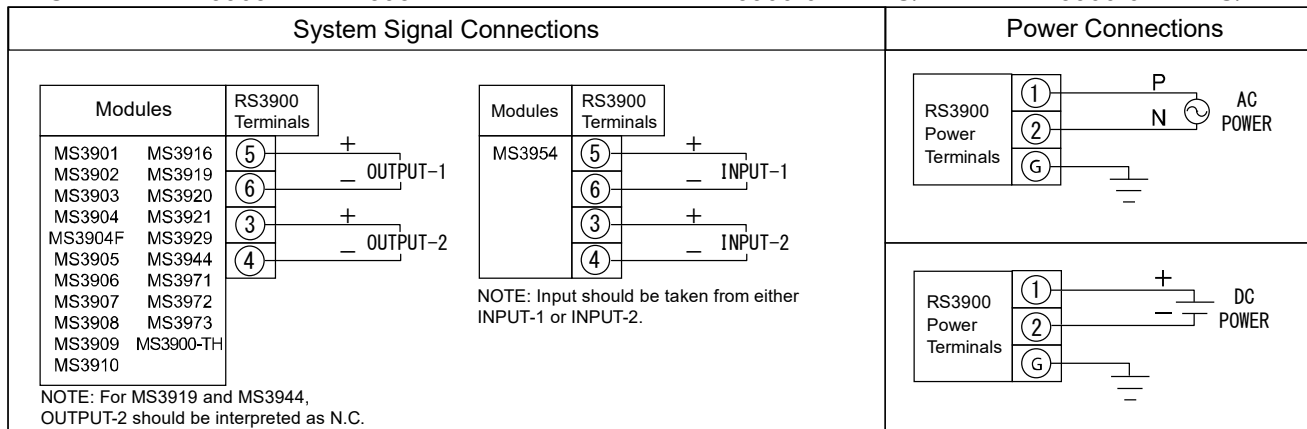 System Signal Connections
Power Connections
Modules
RS3900
Terminals
MS3901 MS3916
MS3902 MS3919
MS3903 MS3920
MS3904 MS3921
MS3904F MS3929
MS3905 MS3944
MS3906 MS3971
MS3907 MS3972
MS3908 MS3973
MS3909 MS3900-TH
MS3910
5 +
6 − OUTPUT-1
3 +
4 − OUTPUT-2
NOTE: For MS3919 and MS3944,
OUTPUT-2 should be interpreted as N.C.
Modules
RS3900
Terminals
MS3954
5 +
6 − INPUT-1
3 +
4 − INPUT-2
NOTE: Input should be taken from either
INPUT-1 or INPUT-2.
RS3900
Power
Terminals
1 P
2 N
G
AC
POWER
RS3900
Power
Terminals
1 +
2 −
G
DC
POWER